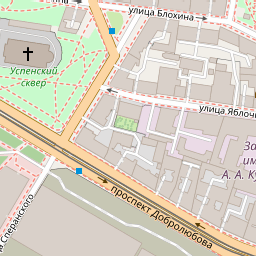 улица Блохина
Успенский
сквер
улица Яблоч
За
им
А. А. К
проспект Добролюбова
а Сперанского